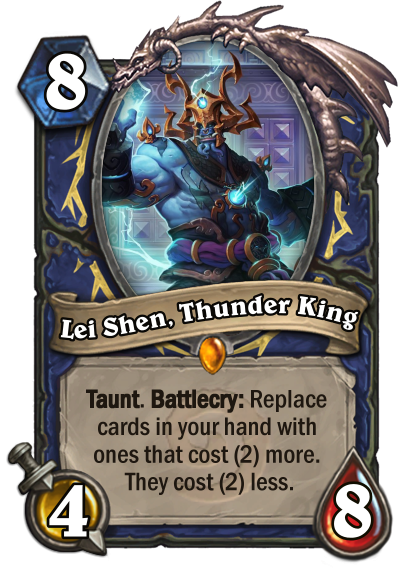 8
Lei Shen, Thunder King
Taunt. Battlecry: Replace
cards in your hand with
ones that cost (2) more.
They cost (2) less.
4
8